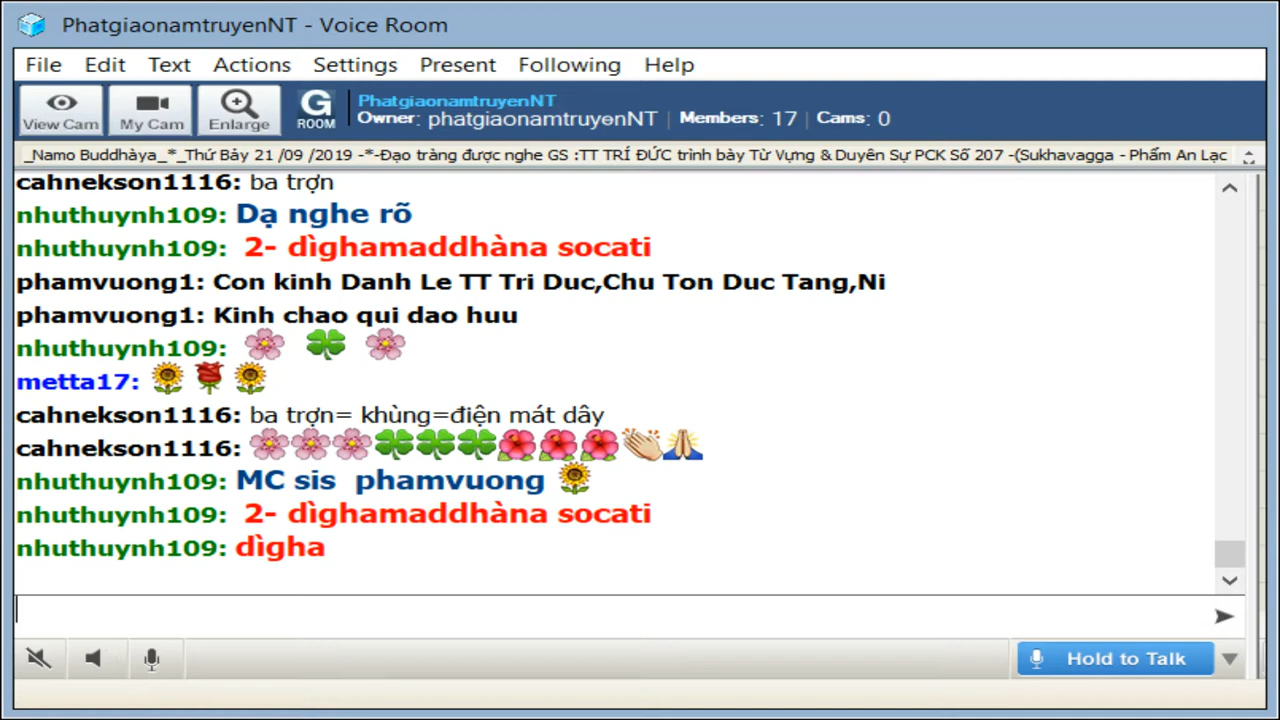 PhatgiaonamtruyenNT - Voice Room
File Edit Text Actions Settings Present Following Help
View Cam My Cam Enlarge G ROOM
PhatgiaonamtruyenNT
Owner: phatgiaonamtruyenNT Members: 17 Cams: 0
_Namo Buddhàya_*_Thứ Bảy 21 /09 /2019 -*-Đạo tràng được nghe GS :TT TRÍ ĐỨC trình bày Từ Vựng & Duyên Sự PCK Số 207 -(Sukhavagga - Phẩm An Lạc
cahnekson1116: ba trợn
nhuthuynh109: Dạ nghe rõ
nhuthuynh109: 2- dìghamaddhàna socati
phamvuong1: Con kinh Danh Le TT Tri Duc,Chu Ton Duc Tang,Ni
phamvuong1: Kinh chao qui dao huu
nhuthuynh109:
metta17:
cahnekson1116: ba trợn= khùng=điện mát dây
cahnekson1116:
nhuthuynh109: MC sis phamvuong
nhuthuynh109: 2- dìghamaddhàna socati
nhuthuynh109: dìgha
Hold to Talk